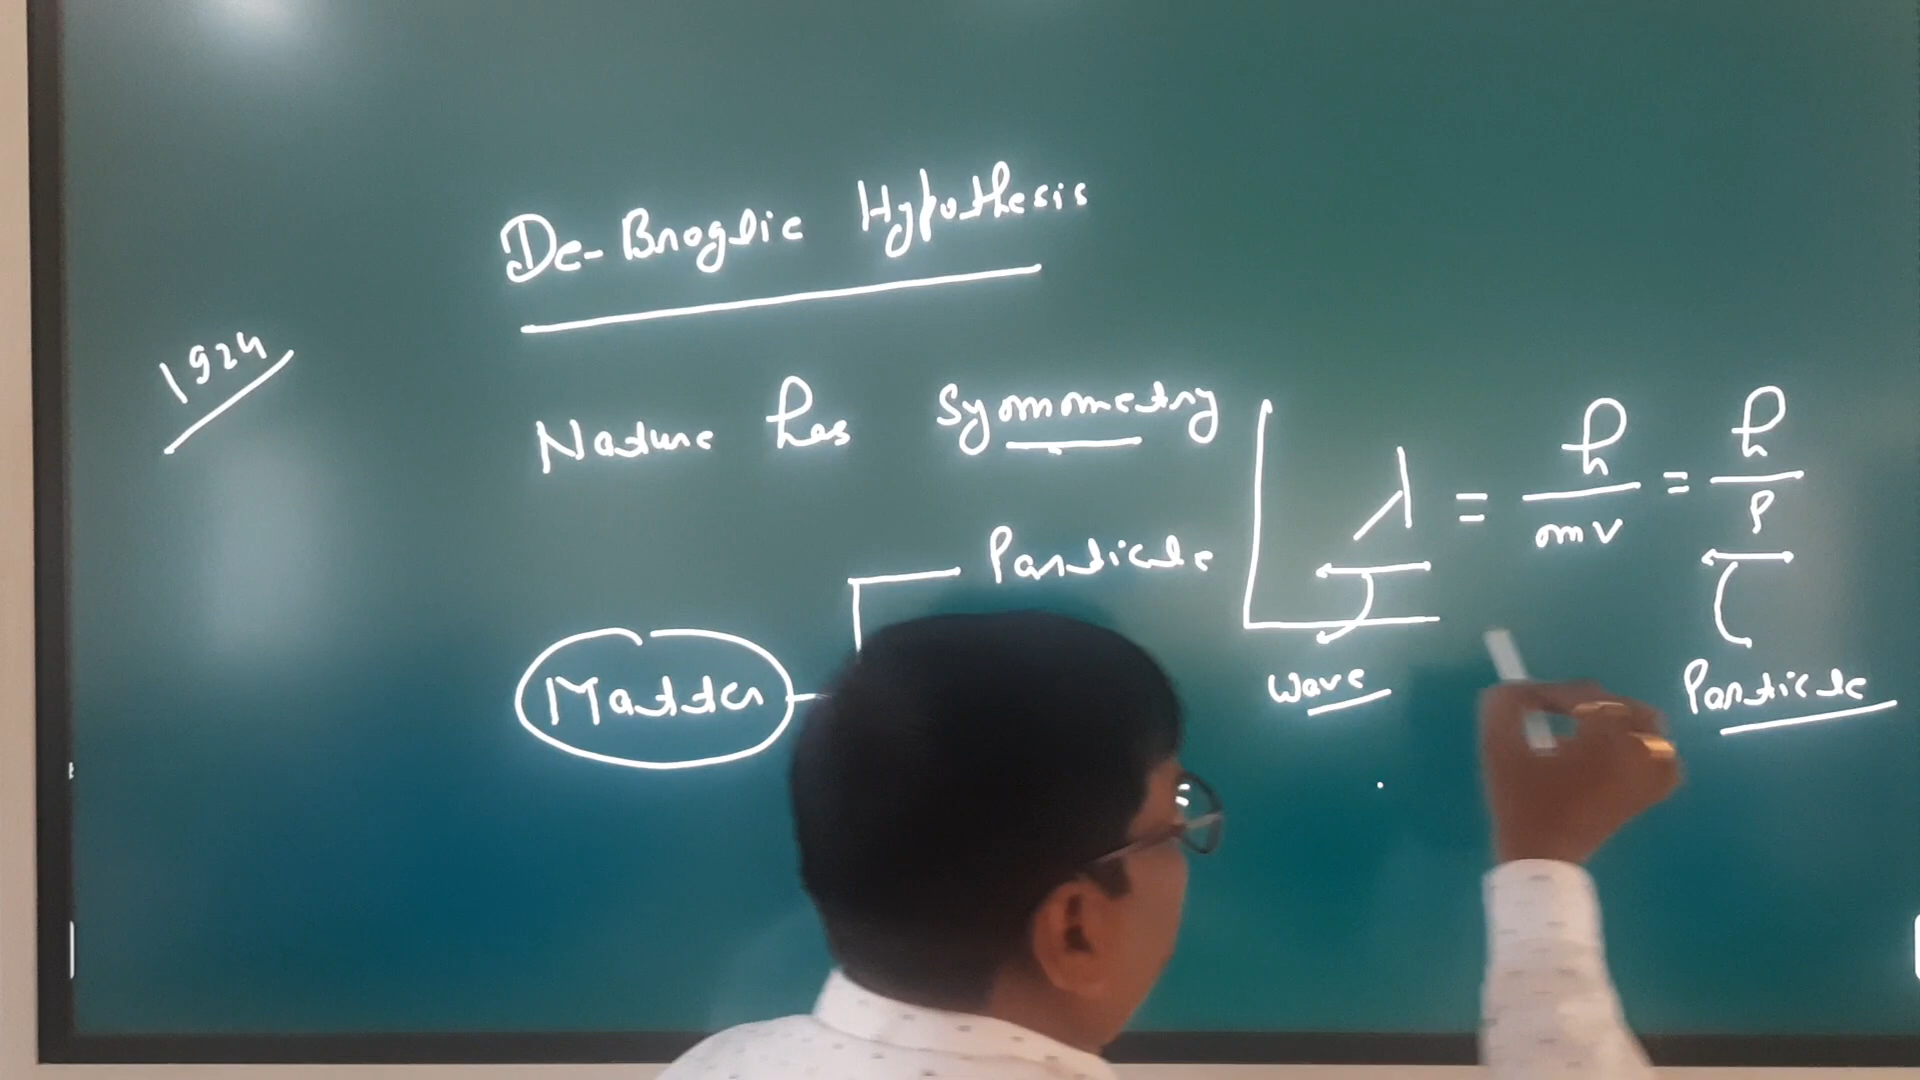 De-Broglie Hypothesis
1924
Nature has Symmetry
λ = h/mv = h/p
Particle
Matter
Wave
Particle